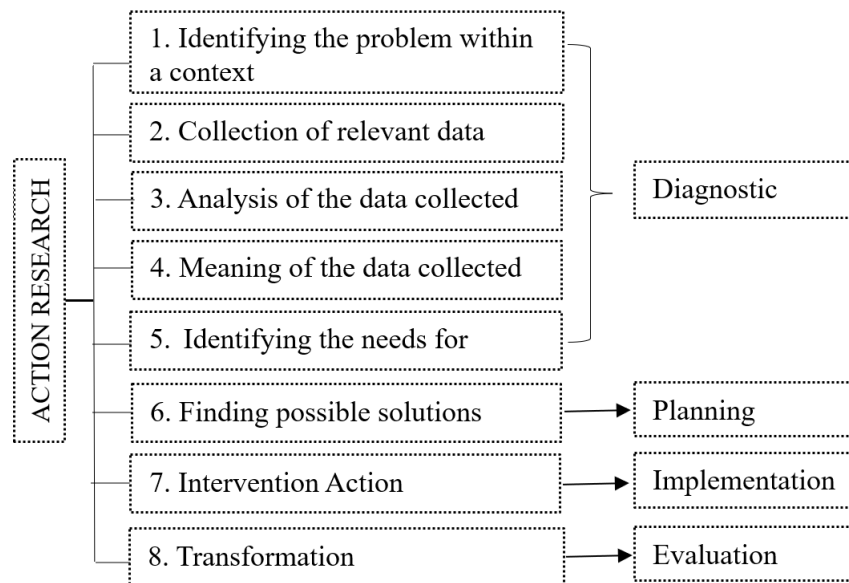 ACTION RESEARCH
1. Identifying the problem within
a context
2. Collection of relevant data
3. Analysis of the data collected
4. Meaning of the data collected
5. Identifying the needs for
6. Finding possible solutions
7. Intervention Action
8. Transformation
Diagnostic
Planning
Implementation
Evaluation